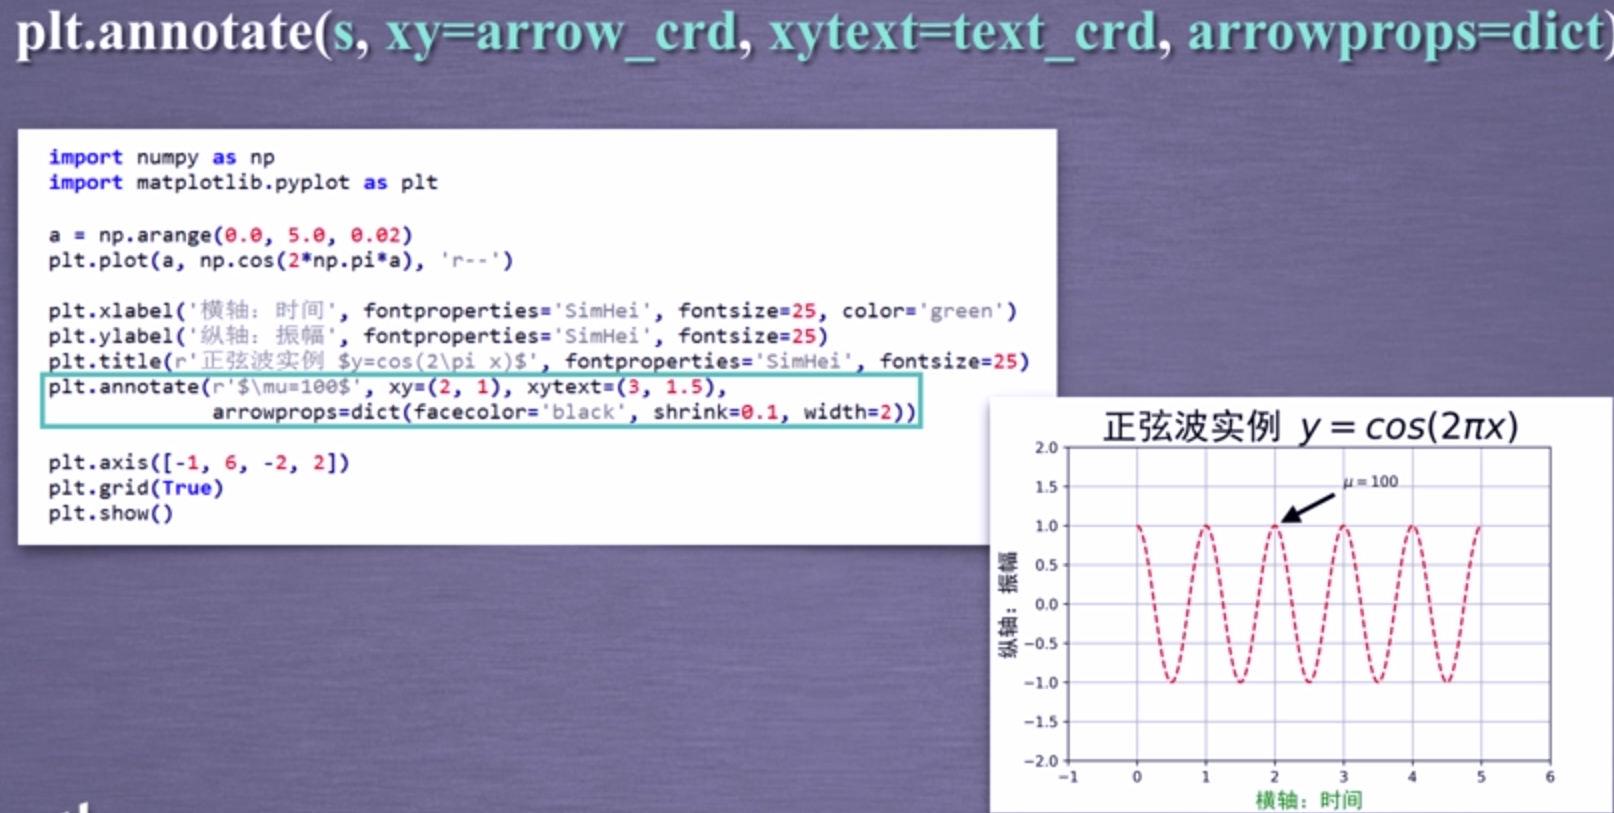 plt.annotate(s, xy=arrow_crd, xytext=text_crd, arrowprops=dict)
import numpy as np
import matplotlib.pyplot as plt
a = np.arange(0.0, 5.0, 0.02)
plt.plot(a, np.cos(2*np.pi*a), 'r--')
plt.xlabel('横轴：时间', fontproperties='SimHei', fontsize=25, color='green')
plt.ylabel('纵轴：振幅', fontproperties='SimHei', fontsize=25)
plt.title(r'正弦波实例 $y=cos(2\pi x)$', fontproperties='SimHei', fontsize=25)
plt.annotate(r'$\mu=100$', xy=(2, 1), xytext=(3, 1.5),
arrowprops=dict(facecolor='black', shrink=0.1, width=2))
plt.axis([-1, 6, -2, 2])
plt.grid(True)
plt.show()
正弦波实例 y = cos(2πx)
2.0
1.5
μ = 100
1.0
0.5
0.0
−0.5
−1.0
−1.5
−2.0
纵轴：振幅
−1 0 1 2 3 4 5 6
横轴：时间